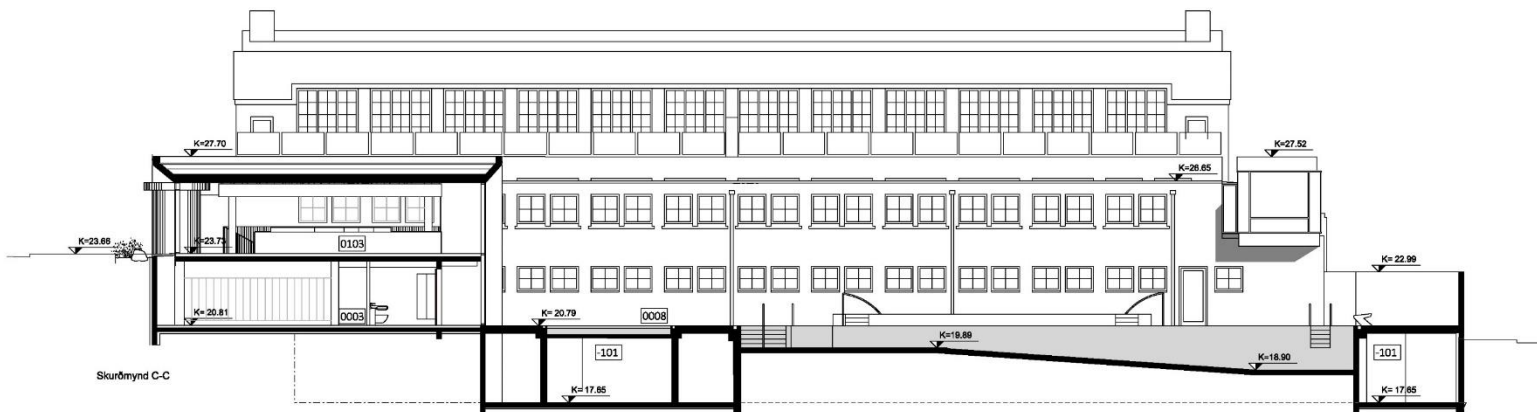 K=27.70
K=27.52
K=26.65
K=23.66
K=23.73
0103
K= 22.99
K= 20.81
0003
K= 20.79
0008
K=19.89
-101
K=18.90
-101
Skurðmynd C-C
K= 17.65
K= 17.65